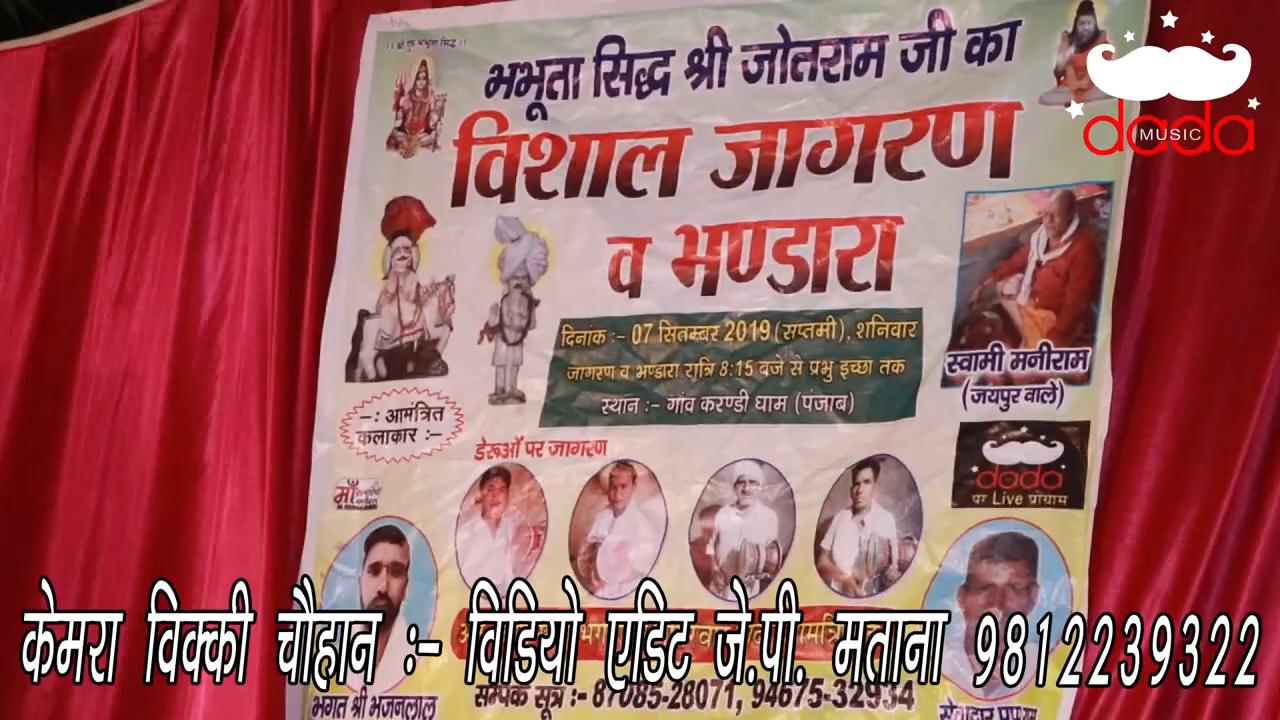 ।। श्री गुरू भभूता सिद्ध ।।
भभूता सिद्ध श्री जोतराम जी का
विशाल जागरण
व भण्डारा
dada
MUSIC
दिनांक :- 07 सितम्बर 2019 (सप्तमी), शनिवार
जागरण व भण्डारा रात्रि 8:15 बजे से प्रभु इच्छा तक
स्थान :- गांव करण्डी धाम (पंजाब)
स्वामी मनीराम
(जयपुर वाले)
-: आमंत्रित
कलाकार :-
डेरूओं पर जागरण
dada
पर Live प्रोग्राम
माँ
केमरा विक्की चौहान :- विडियो एडिट जे.पी. मताना 9812239322
सम्पर्क सूत्र :- 87085-28071, 94675-32934
भगत श्री भजनलाल